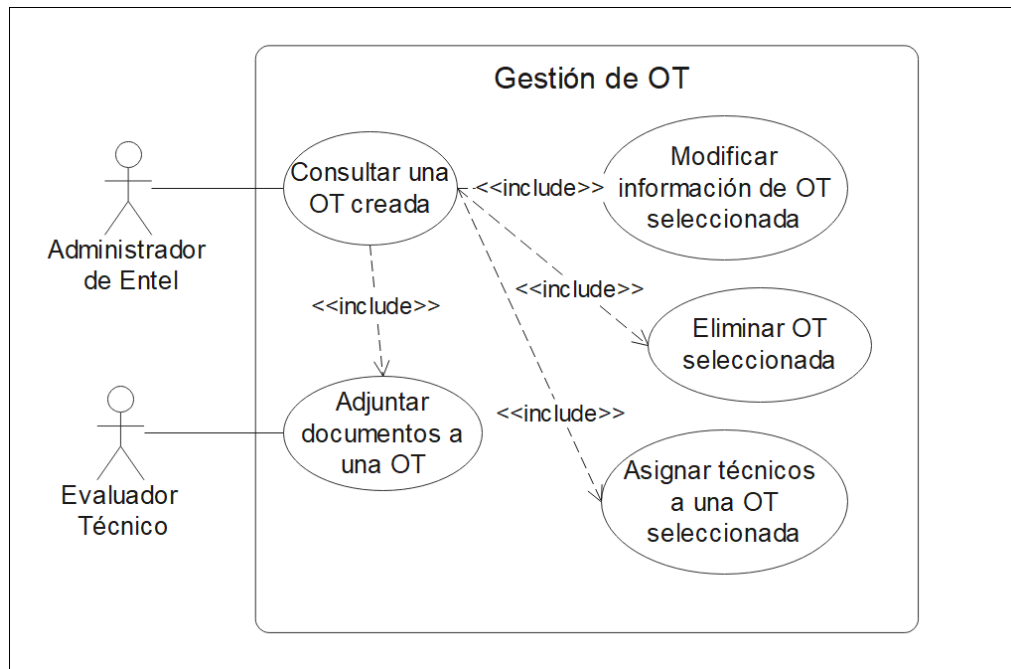 Gestión de OT
Consultar una
OT creada
<<include>>
Modificar
información de OT
seleccionada
Administrador
de Entel
<<include>>
<<include>>
Eliminar OT
seleccionada
Adjuntar
documentos a
una OT
<<include>>
Evaluador
Técnico
Asignar técnicos
a una OT
seleccionada